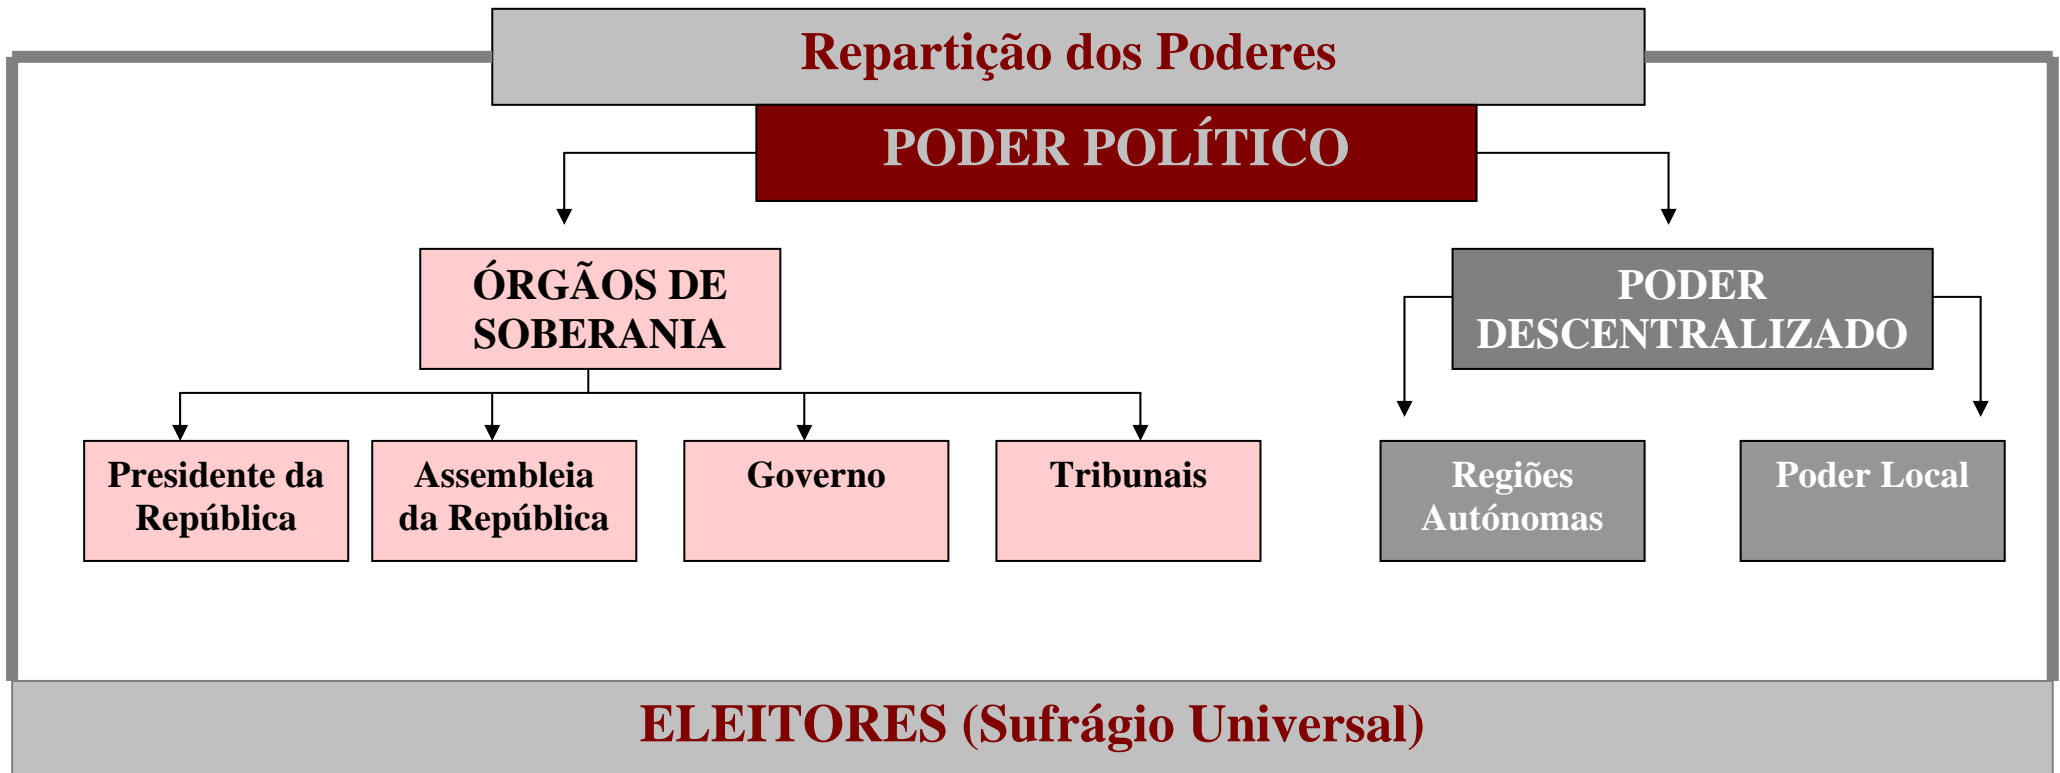 Repartição dos Poderes
PODER POLÍTICO
ÓRGÃOS DE
SOBERANIA
PODER
DESCENTRALIZADO
Presidente da
República
Assembleia
da República
Governo
Tribunais
Regiões
Autónomas
Poder Local
ELEITORES (Sufrágio Universal)